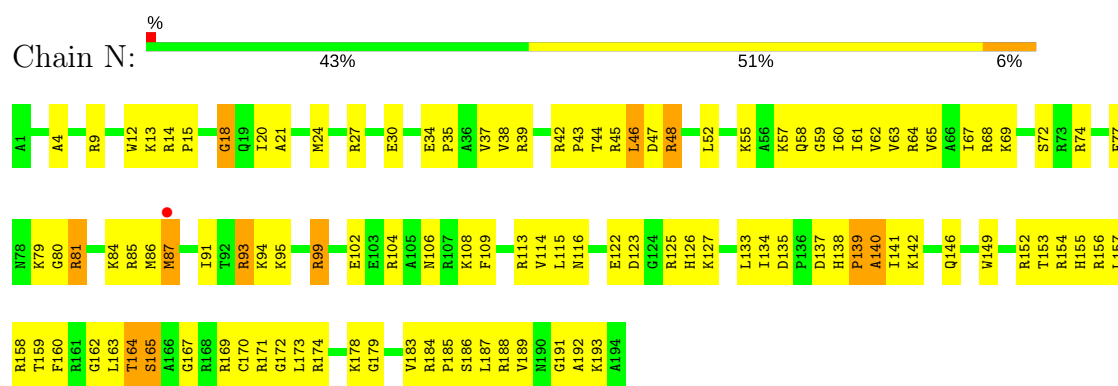 %
Chain N:
43% 51% 6%
A1 A4 R9 W12 K13 R14 P15 G18 Q19 I20 A21 M24 R27 E30 E34 P35 A36 V37 V38 R39 R42 P43 T44 R45 L46 D47 R48 L52 K55 A56 K57 Q58 G59 I60 I61 V62 V63 R64 V65 A66 I67 R68 K69 S72 R73 R74
N78 K79 G80 R81 K84 R85 M86 M87 I91 T92 R93 K94 K95 R99 E102 E103 R104 A105 N106 R107 K108 F109 R113 V114 L115 N116 E122 D123 G124 R125 H126 K127 L133 I134 D135 P136 D137 H138 P139 A140 I141 K142 Q146 W149 R152 T153 R154 H155 R156 L157
R158 T159 F160 R161 G162 L163 T164 S165 A166 G167 R168 R169 C170 R171 G172 L173 R174 K178 G179 V183 R184 P185 S186 L187 R188 V189 N190 G191 A192 K193 A194